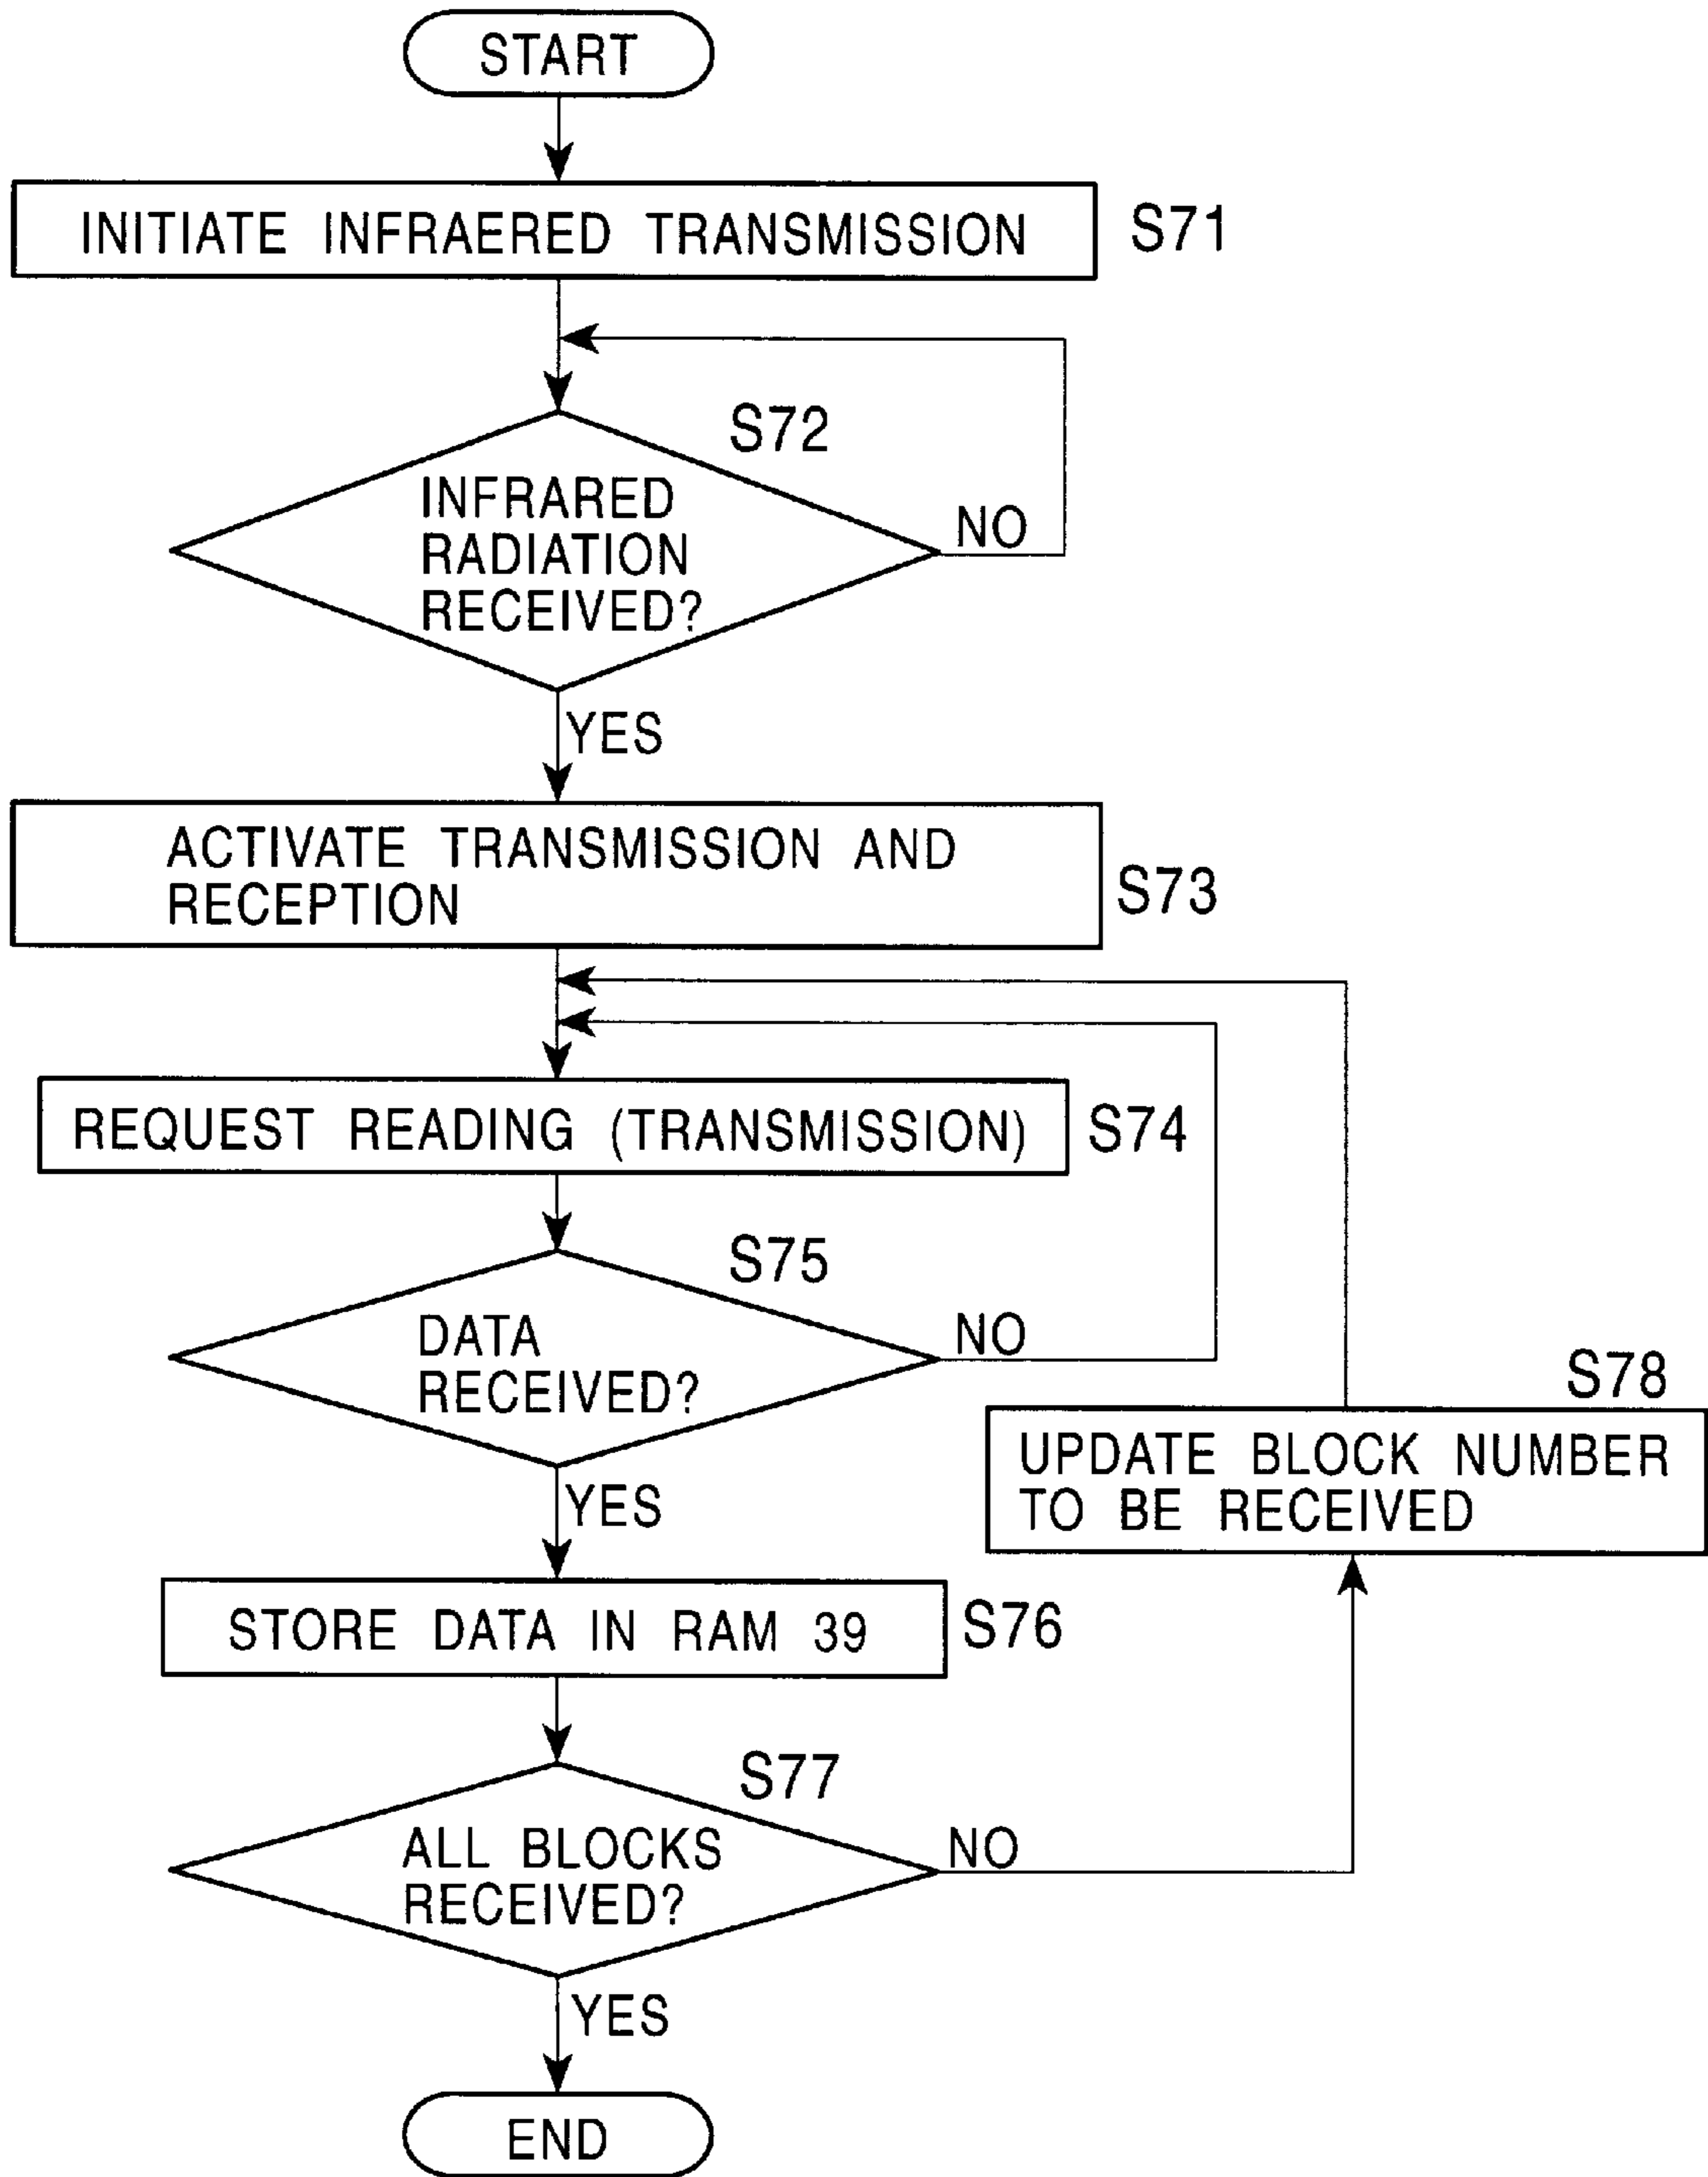 START
INITIATE INFRAERED TRANSMISSION
S71
S72
INFRARED
RADIATION
RECEIVED?
NO
YES
ACTIVATE TRANSMISSION AND
RECEPTION
S73
REQUEST READING (TRANSMISSION)
S74
S75
DATA
RECEIVED?
NO
YES
S78
UPDATE BLOCK NUMBER
TO BE RECEIVED
STORE DATA IN RAM 39
S76
S77
ALL BLOCKS
RECEIVED?
NO
YES
END